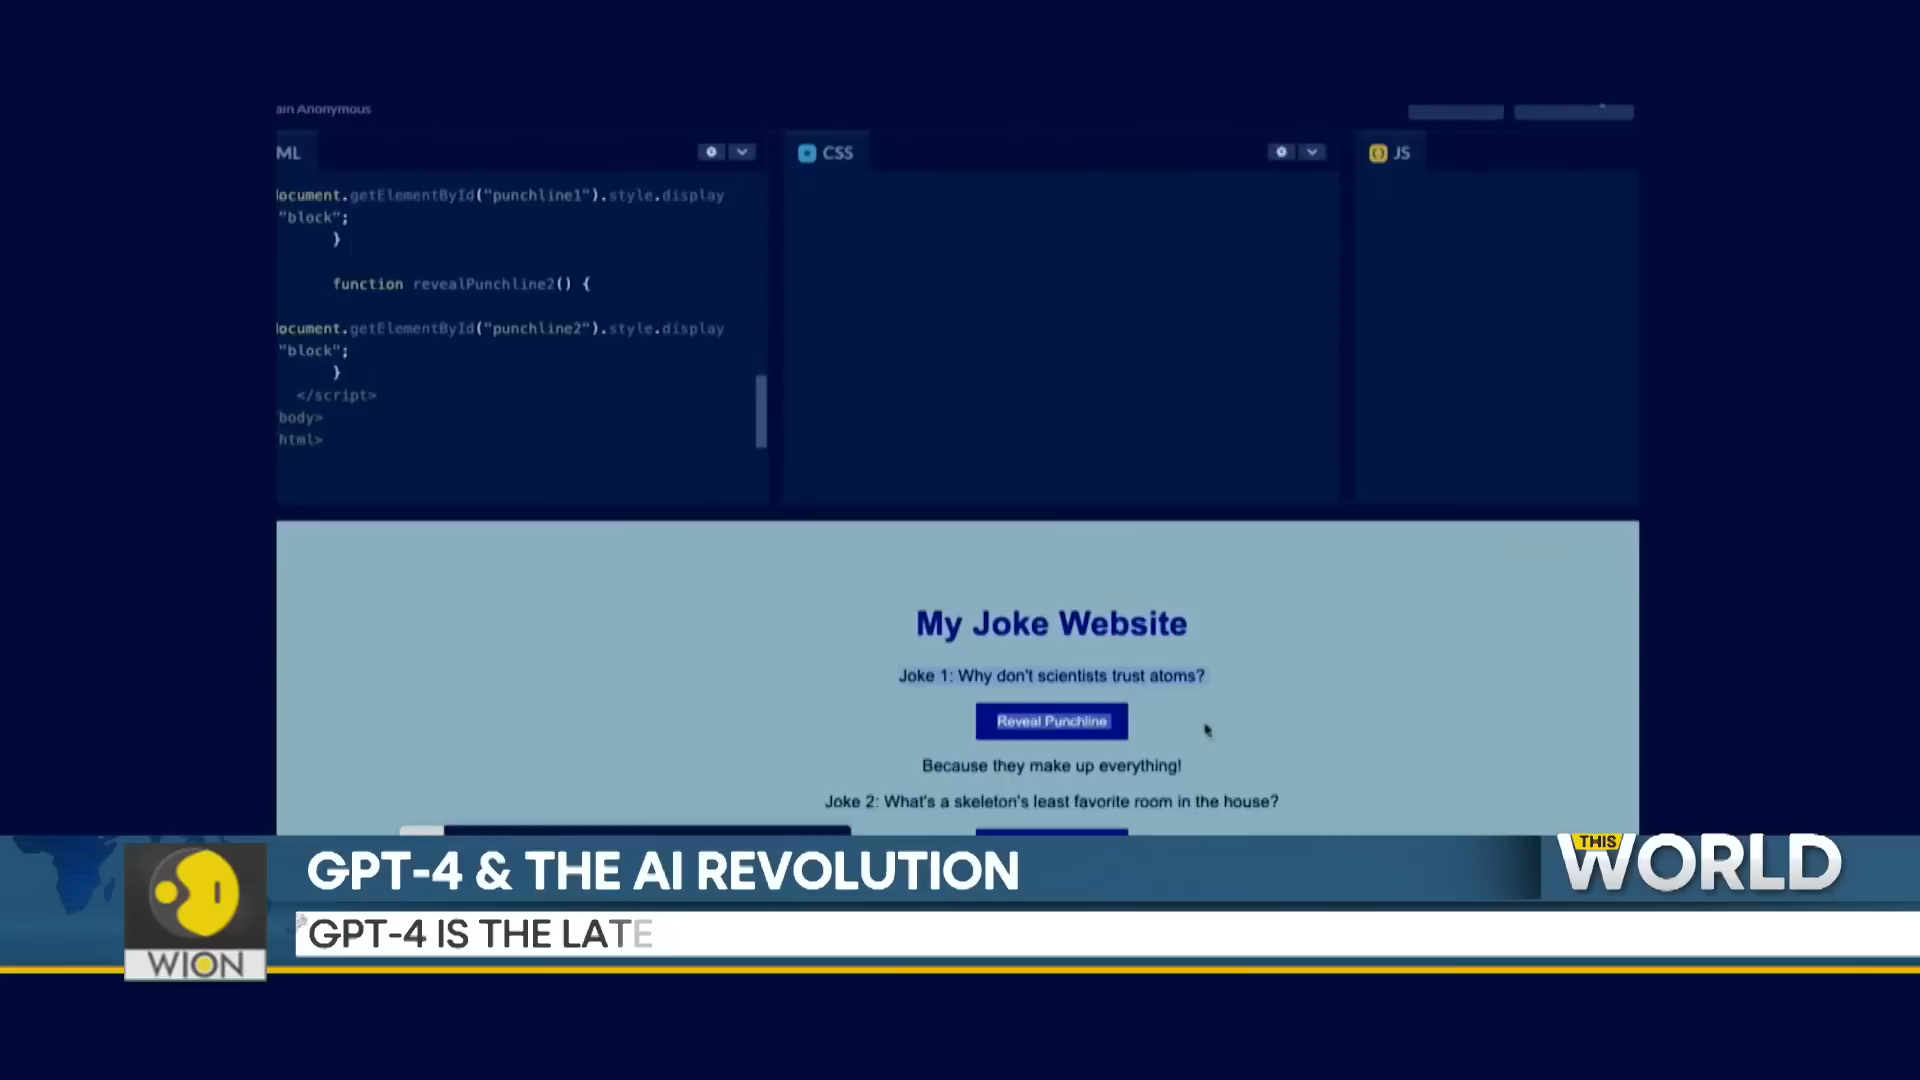 ain Anonymous
ML
CSS
JS
ocument.getElementById("punchline1").style.display
"block";
}
function revealPunchline2() {
ocument.getElementById("punchline2").style.display
"block";
}
</script>
body>
html>
My Joke Website
Joke 1: Why don't scientists trust atoms?
Reveal Punchline
Because they make up everything!
Joke 2: What's a skeleton's least favorite room in the house?
GPT-4 & THE AI REVOLUTION
THIS
WORLD
GPT-4 IS THE LATE
WION